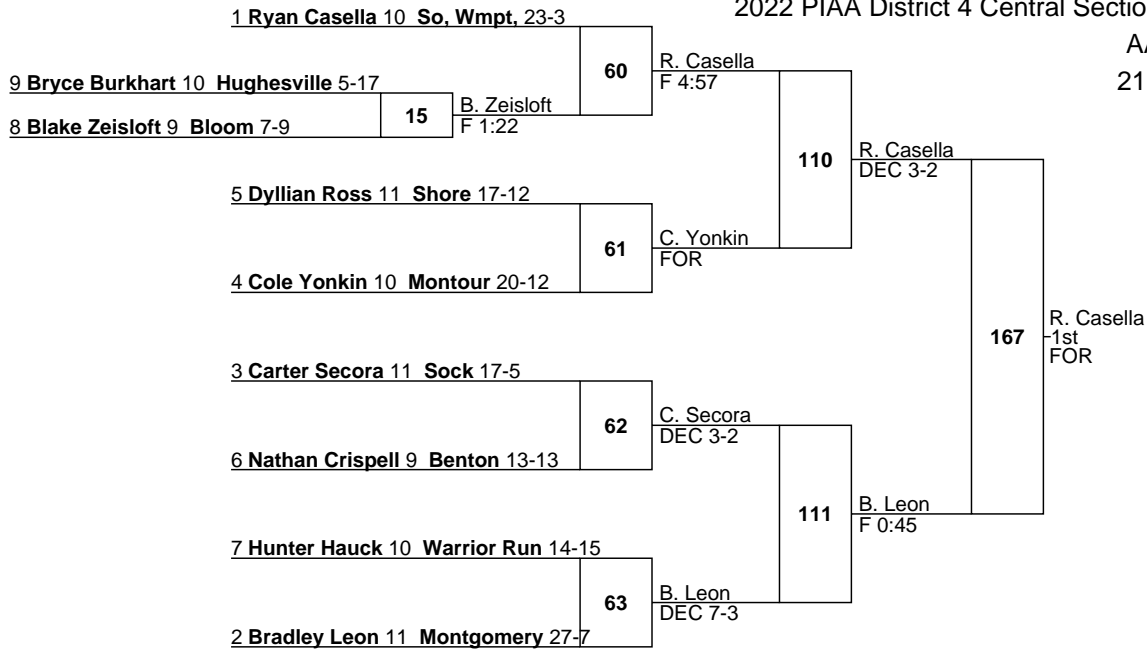 2022 PIAA District 4 Central Sectio
21
1 Ryan Casella 10 So, Wmpt, 23-3
60
R. Casella
F 4:57
9 Bryce Burkhart 10 Hughesville 5-17
15
B. Zeisloft
F 1:22
8 Blake Zeisloft 9 Bloom 7-9
110
R. Casella
DEC 3-2
5 Dyllian Ross 11 Shore 17-12
61
C. Yonkin
FOR
4 Cole Yonkin 10 Montour 20-12
167
R. Casella
1st
FOR
3 Carter Secora 11 Sock 17-5
62
C. Secora
DEC 3-2
6 Nathan Crispell 9 Benton 13-13
111
B. Leon
F 0:45
7 Hunter Hauck 10 Warrior Run 14-15
63
B. Leon
DEC 7-3
2 Bradley Leon 11 Montgomery 27-7